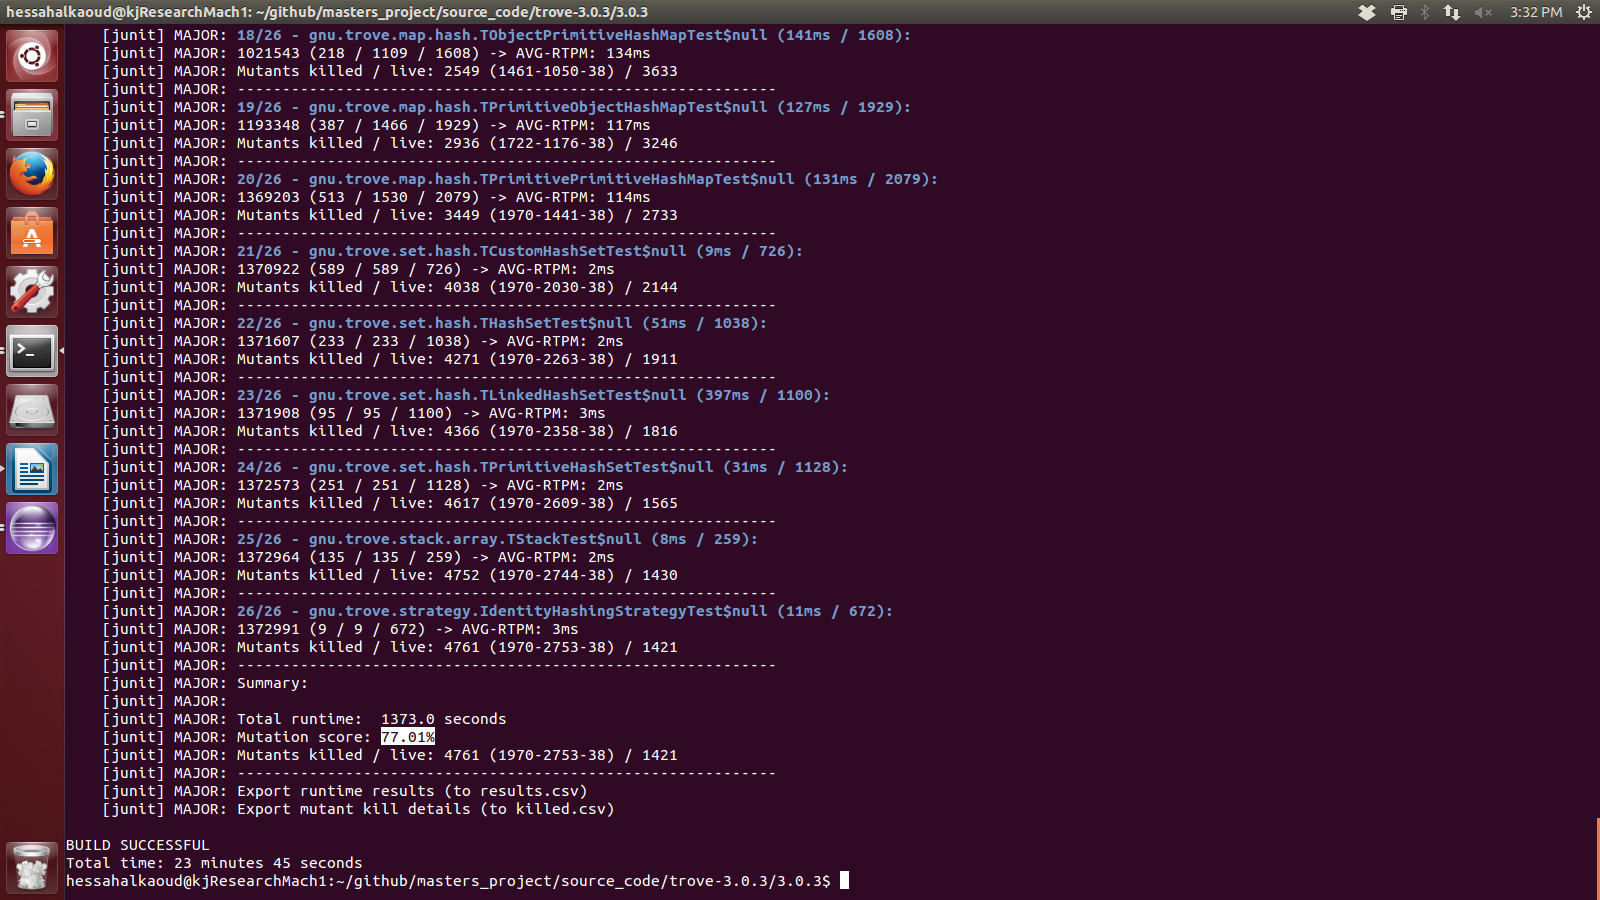 hessahalkaoud@kjResearchMach1: ~/github/masters_project/source_code/trove-3.0.3/3.0.3 3:32 PM
[junit] MAJOR: 18/26 - gnu.trove.map.hash.TObjectPrimitiveHashMapTest$null (141ms / 1608):
[junit] MAJOR: 1021543 (218 / 1109 / 1608) -> AVG-RTPM: 134ms
[junit] MAJOR: Mutants killed / live: 2549 (1461-1050-38) / 3633
[junit] MAJOR: ------------------------------------------------------------
[junit] MAJOR: 19/26 - gnu.trove.map.hash.TPrimitiveObjectHashMapTest$null (127ms / 1929):
[junit] MAJOR: 1193348 (387 / 1466 / 1929) -> AVG-RTPM: 117ms
[junit] MAJOR: Mutants killed / live: 2936 (1722-1176-38) / 3246
[junit] MAJOR: ------------------------------------------------------------
[junit] MAJOR: 20/26 - gnu.trove.map.hash.TPrimitivePrimitiveHashMapTest$null (131ms / 2079):
[junit] MAJOR: 1369203 (513 / 1530 / 2079) -> AVG-RTPM: 114ms
[junit] MAJOR: Mutants killed / live: 3449 (1970-1441-38) / 2733
[junit] MAJOR: ------------------------------------------------------------
[junit] MAJOR: 21/26 - gnu.trove.set.hash.TCustomHashSetTest$null (9ms / 726):
[junit] MAJOR: 1370922 (589 / 589 / 726) -> AVG-RTPM: 2ms
[junit] MAJOR: Mutants killed / live: 4038 (1970-2030-38) / 2144
[junit] MAJOR: ------------------------------------------------------------
[junit] MAJOR: 22/26 - gnu.trove.set.hash.THashSetTest$null (51ms / 1038):
[junit] MAJOR: 1371607 (233 / 233 / 1038) -> AVG-RTPM: 2ms
[junit] MAJOR: Mutants killed / live: 4271 (1970-2263-38) / 1911
[junit] MAJOR: ------------------------------------------------------------
[junit] MAJOR: 23/26 - gnu.trove.set.hash.TLinkedHashSetTest$null (397ms / 1100):
[junit] MAJOR: 1371908 (95 / 95 / 1100) -> AVG-RTPM: 3ms
[junit] MAJOR: Mutants killed / live: 4366 (1970-2358-38) / 1816
[junit] MAJOR: ------------------------------------------------------------
[junit] MAJOR: 24/26 - gnu.trove.set.hash.TPrimitiveHashSetTest$null (31ms / 1128):
[junit] MAJOR: 1372573 (251 / 251 / 1128) -> AVG-RTPM: 2ms
[junit] MAJOR: Mutants killed / live: 4617 (1970-2609-38) / 1565
[junit] MAJOR: ------------------------------------------------------------
[junit] MAJOR: 25/26 - gnu.trove.stack.array.TStackTest$null (8ms / 259):
[junit] MAJOR: 1372964 (135 / 135 / 259) -> AVG-RTPM: 2ms
[junit] MAJOR: Mutants killed / live: 4752 (1970-2744-38) / 1430
[junit] MAJOR: ------------------------------------------------------------
[junit] MAJOR: 26/26 - gnu.trove.strategy.IdentityHashingStrategyTest$null (11ms / 672):
[junit] MAJOR: 1372991 (9 / 9 / 672) -> AVG-RTPM: 3ms
[junit] MAJOR: Mutants killed / live: 4761 (1970-2753-38) / 1421
[junit] MAJOR: ------------------------------------------------------------
[junit] MAJOR: Summary:
[junit] MAJOR:
[junit] MAJOR: Total runtime:  1373.0 seconds
[junit] MAJOR: Mutation score: 77.01%
[junit] MAJOR: Mutants killed / live: 4761 (1970-2753-38) / 1421
[junit] MAJOR: ------------------------------------------------------------
[junit] MAJOR: Export runtime results (to results.csv)
[junit] MAJOR: Export mutant kill details (to killed.csv)
BUILD SUCCESSFUL
Total time: 23 minutes 45 seconds
hessahalkaoud@kjResearchMach1:~/github/masters_project/source_code/trove-3.0.3/3.0.3$